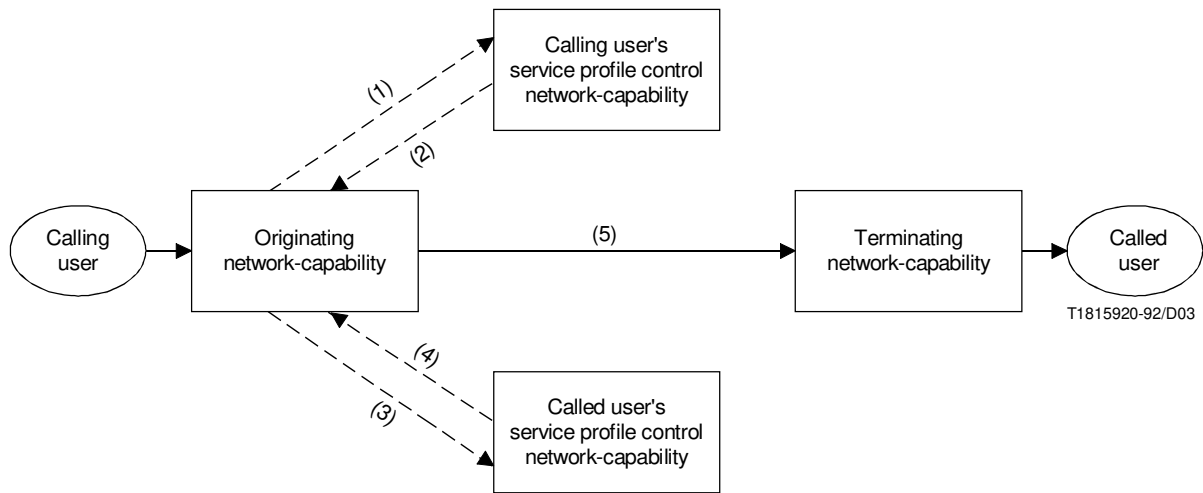 Calling user's
service profile control
network-capability
(1)
(2)
Calling
user
Originating
network-capability
(5)
Terminating
network-capability
Called
user
T1815920-92/D03
(4)
(3)
Called user's
service profile control
network-capability